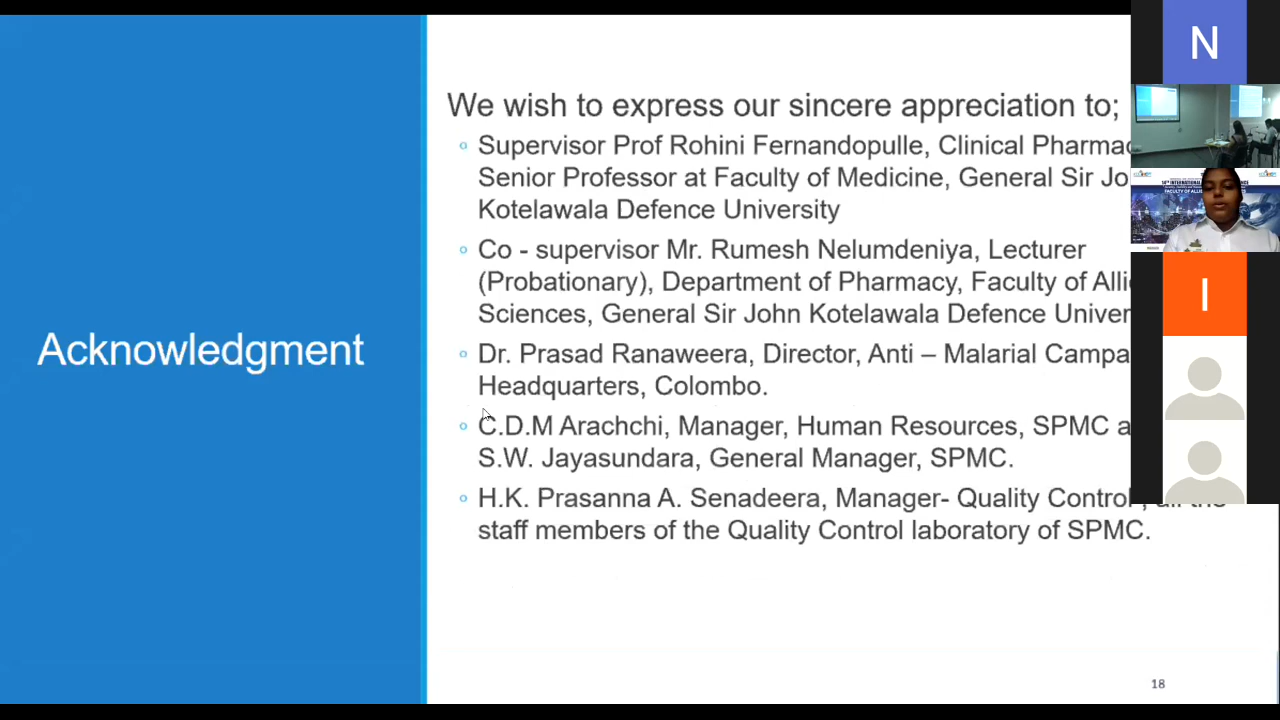 Acknowledgment
We wish to express our sincere appreciation to;
Supervisor Prof Rohini Fernandopulle, Clinical
Senior Professor at Faculty of Medicine, General Sir
Kotelawala Defence University
Co - supervisor Mr. Rumesh Nelumdeniya, Lecturer
(Probationary), Department of Pharmacy, Faculty of
Sciences, General Sir John Kotelawala Defence
Dr. Prasad Ranaweera, Director, Anti – Malarial
Headquarters, Colombo.
C.D.M Arachchi, Manager, Human Resources, SPMC
S.W. Jayasundara, General Manager, SPMC.
H.K. Prasanna A. Senadeera, Manager- Quality Control , all the
staff members of the Quality Control laboratory of SPMC.
18
N
I